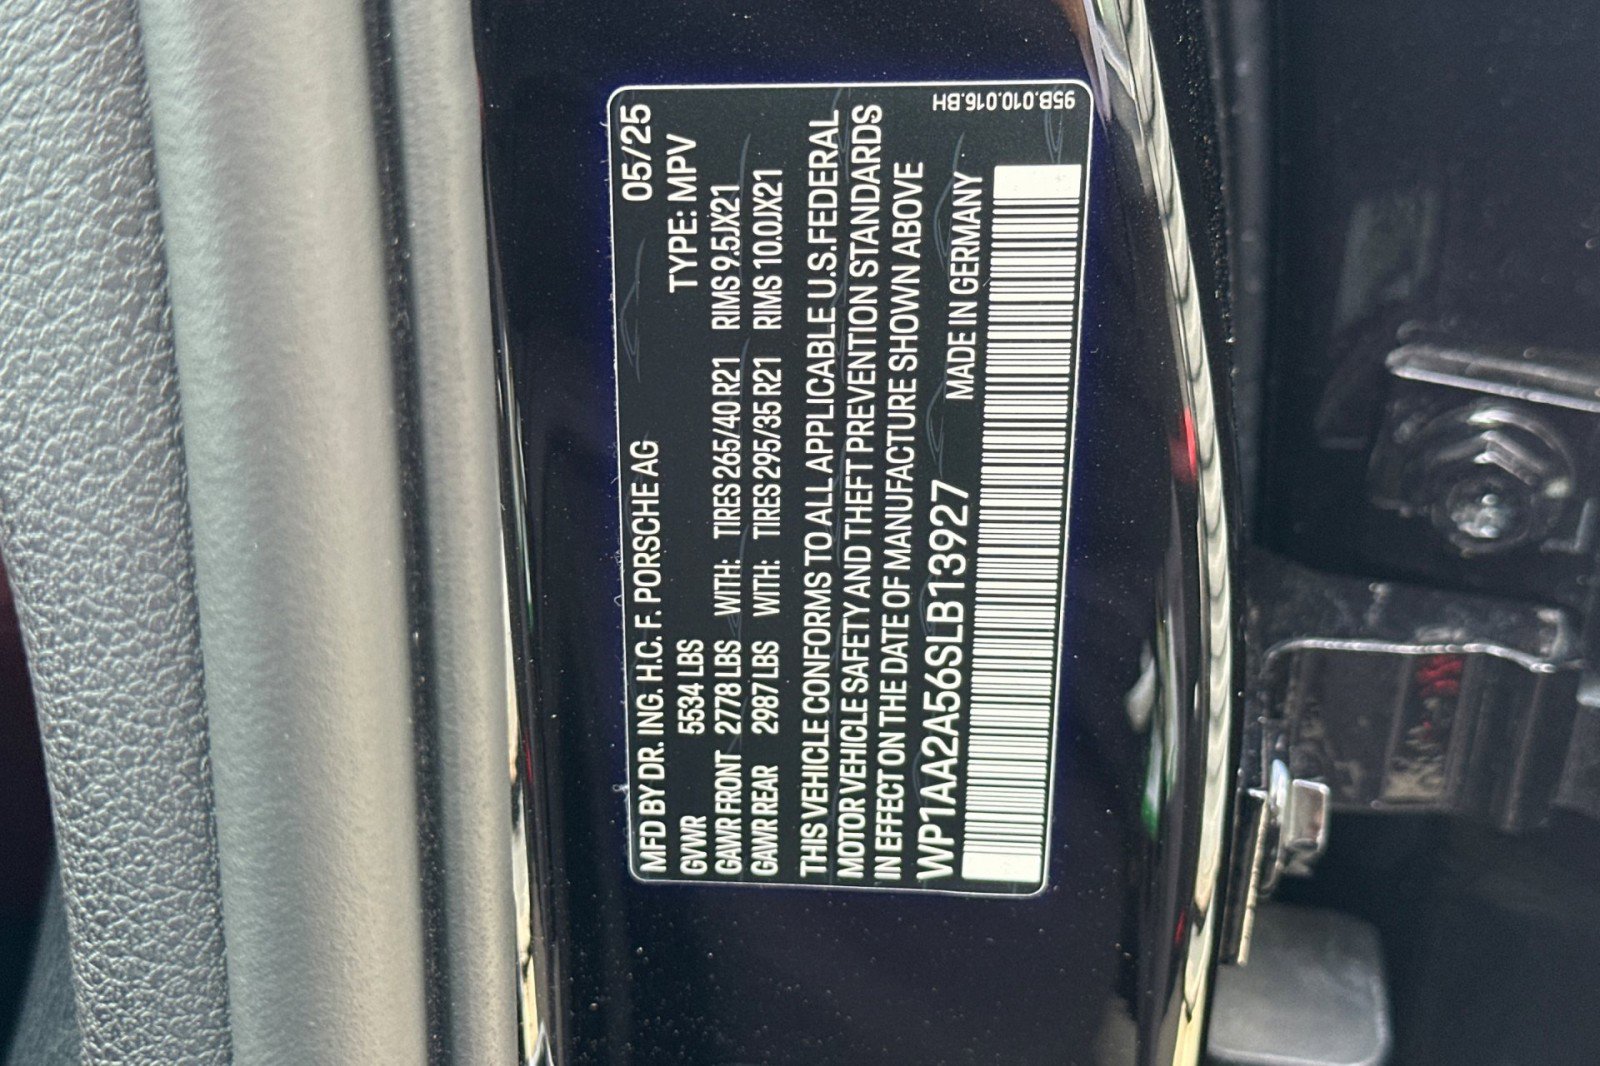 MFD BY DR. ING. H.C. F. PORSCHE AG 05/25
GVWR 5534 LBS TYPE: MPV
GAWR FRONT 2778 LBS WITH: TIRES 265/40 R21 RIMS 9.5JX21
GAWR REAR 2987 LBS WITH: TIRES 295/35 R21 RIMS 10.0JX21
THIS VEHICLE CONFORMS TO ALL APPLICABLE U.S.FEDERAL
MOTOR VEHICLE SAFETY AND THEFT PREVENTION STANDARDS
IN EFFECT ON THE DATE OF MANUFACTURE SHOWN ABOVE
WP1AA2A56SLB13927 MADE IN GERMANY
95B.010.016.BH